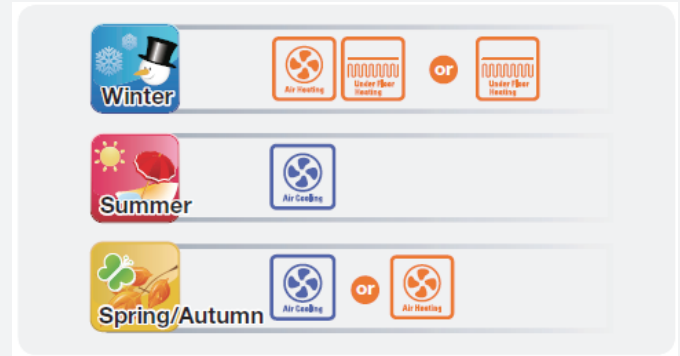 Winter
Air Heating
Under Floor
Heating
or
Under Floor
Heating
Summer
Air Cooling
Spring/Autumn
Air Cooling
or
Air Heating